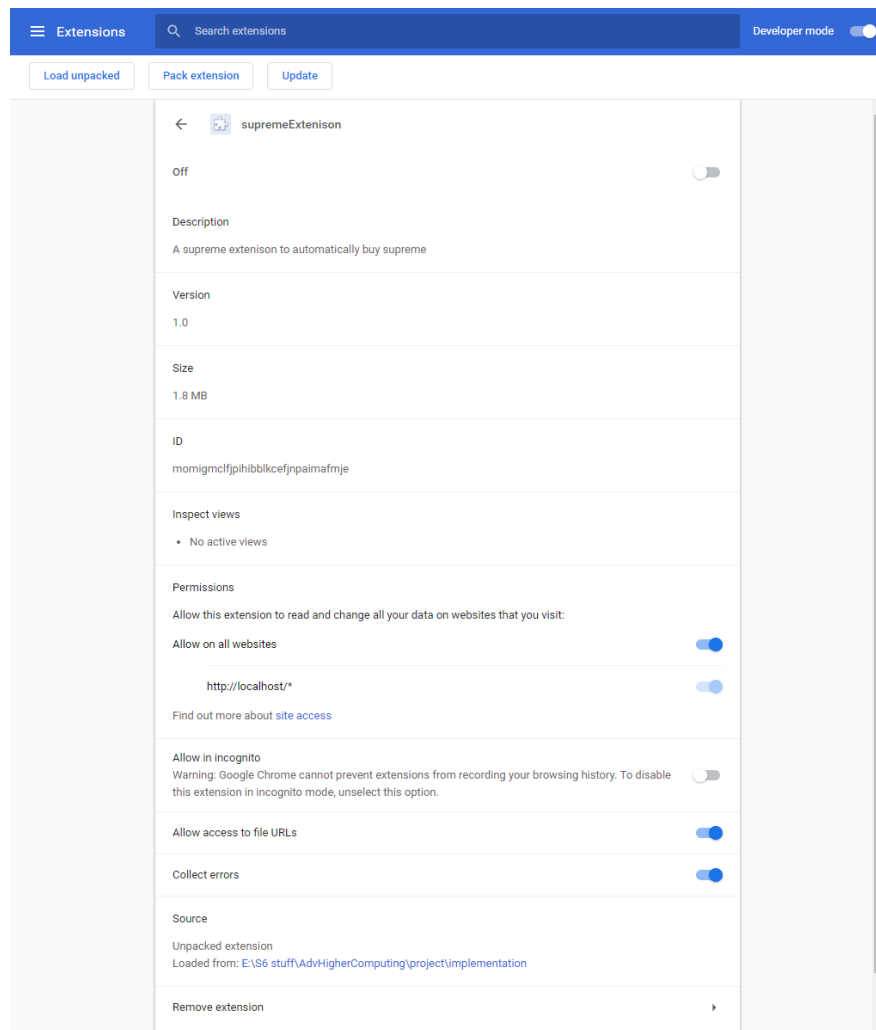 Extensions
Search extensions
Developer mode
Load unpacked
Pack extension
Update
supremeExtenison
Off
Description
A supreme extenison to automatically buy supreme
Version
1.0
Size
1.8 MB
ID
momigmclfjpihibblkcefjnpaimafmje
Inspect views
• No active views
Permissions
Allow this extension to read and change all your data on websites that you visit:
Allow on all websites
http://localhost/*
Find out more about site access
Allow in incognito
Warning: Google Chrome cannot prevent extensions from recording your browsing history. To disable
this extension in incognito mode, unselect this option.
Allow access to file URLs
Collect errors
Source
Unpacked extension
Loaded from: E:\S6 stuff\AdvHigherComputing\project\implementation
Remove extension